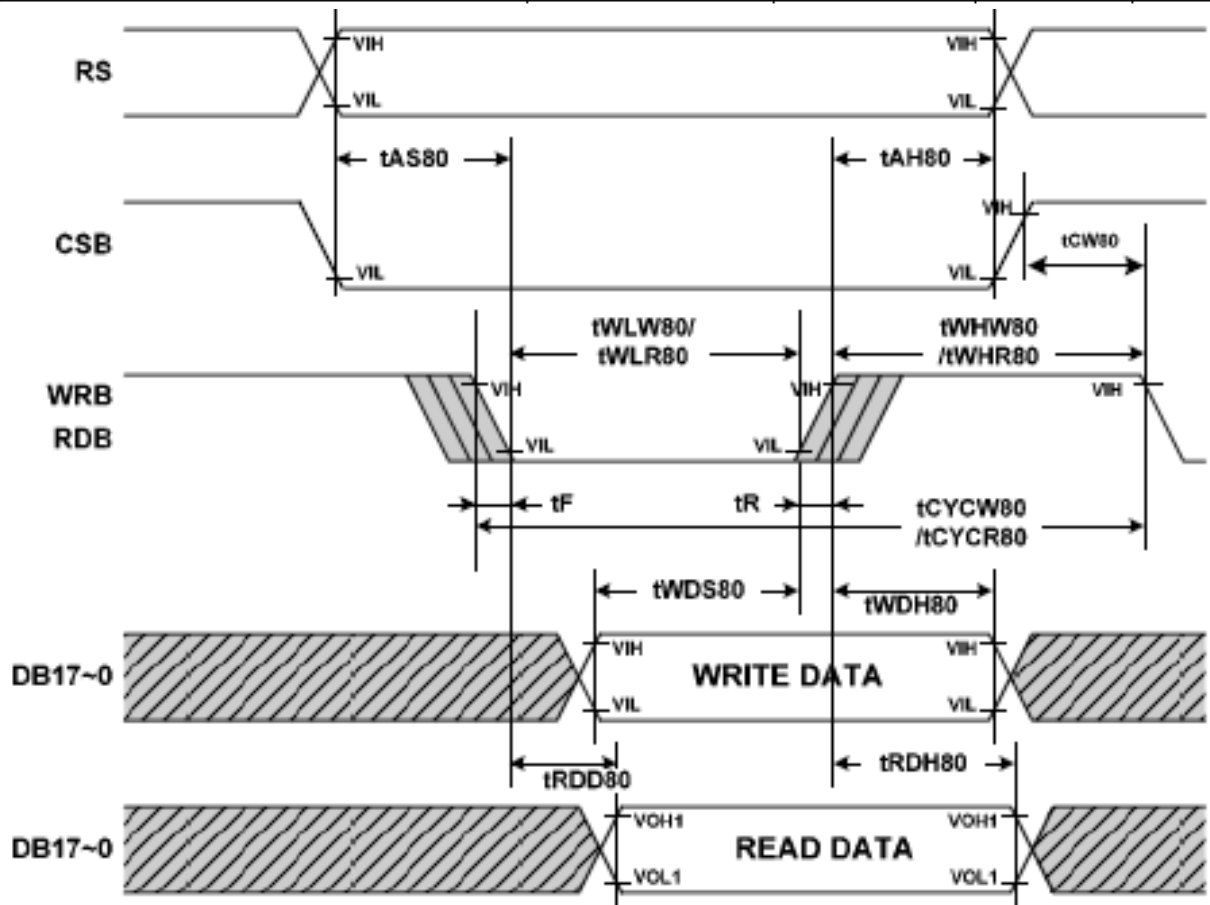 RS
VIH
VIH
VIL
VIL
tAS80
tAH80
CSB
VIH
tCW80
VIL
VIL
tWLW80/
tWLR80
tWHW80
/tWHR80
WRB
RDB
VIH
VIH
VIH
VIL
VIL
tF
tR
tCYCW80
/tCYCR80
tWDS80
tWDH80
DB17~0
VIH
WRITE DATA
VIH
VIL
VIL
tRDD80
tRDH80
DB17~0
VOH1
READ DATA
VOH1
VOL1
VOL1